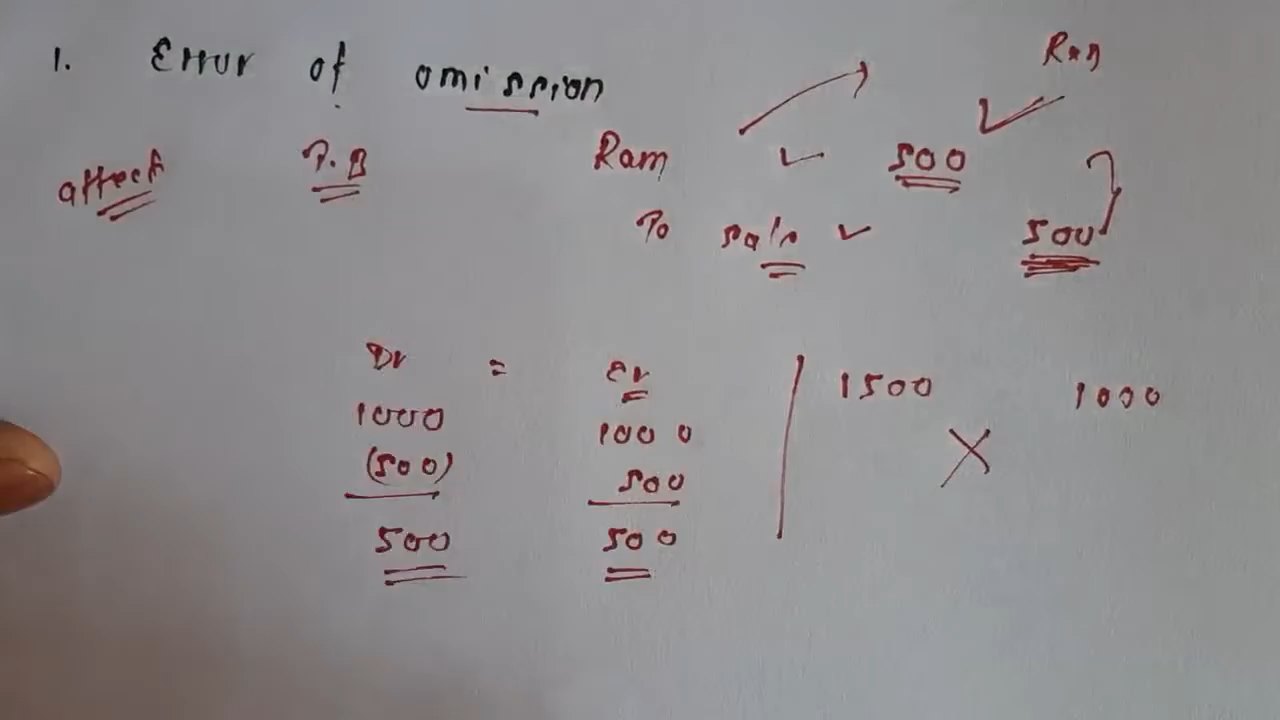 1. Error of omission
Ram
affect T.B
Ram 500
To sale 500
Dr = Cr
1000 1000
(500) 500
500 500
1500 1000